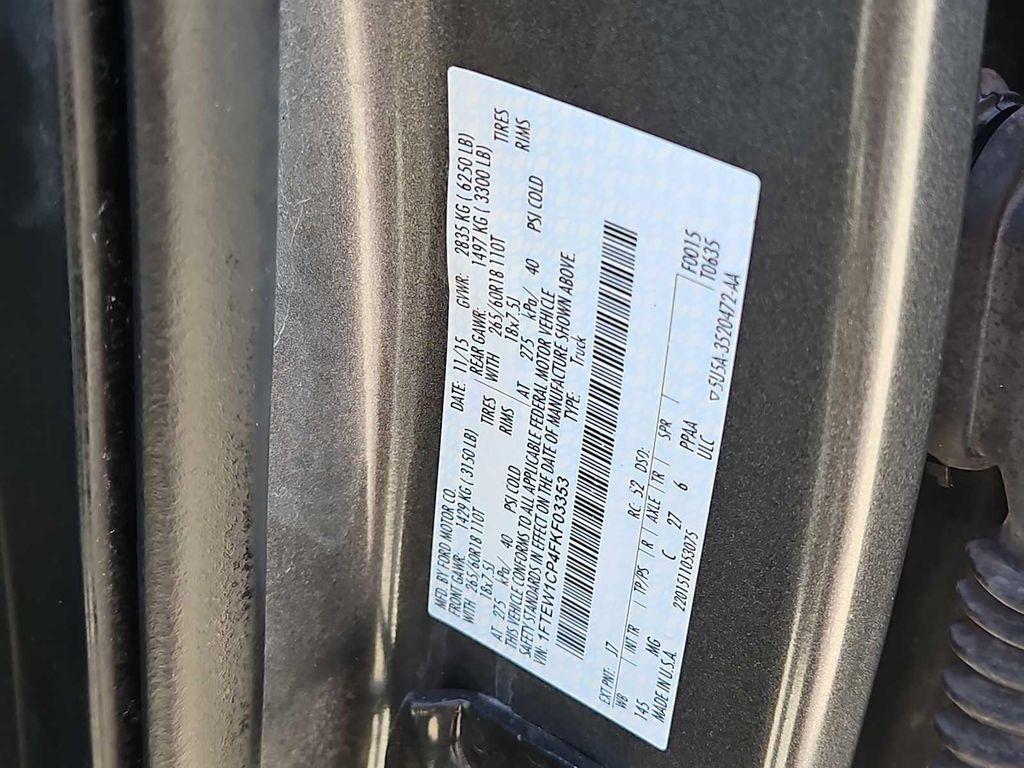 MFD. BY FORD MOTOR CO.
DATE: 11/15 GVWR: 2835 KG ( 6250 LB)
FRONT GAWR: 1429 KG ( 3150 LB) REAR GAWR: 1497 KG ( 3300 LB)
WITH 265/60R18 110T TIRES WITH 265/60R18 110T TIRES
18x7.5J RIMS 18x7.5J RIMS
AT 275 kPa/ 40 PSI COLD AT 275 kPa/ 40 PSI COLD
THIS VEHICLE CONFORMS TO ALL APPLICABLE FEDERAL MOTOR VEHICLE
SAFETY STANDARDS IN EFFECT ON THE DATE OF MANUFACTURE SHOWN ABOVE.
VIN: 1FTEW1CP4FKF03353 TYPE: Truck
EXT PNT: J7 RC: 52 DSO:
WB INT TR TP/PS R AXLE TR SPR F0015
145 MG C 27 6 PPAA T0635
MADE IN U.S.A. 220155110153075 ULC
5U5A-3520472-AA